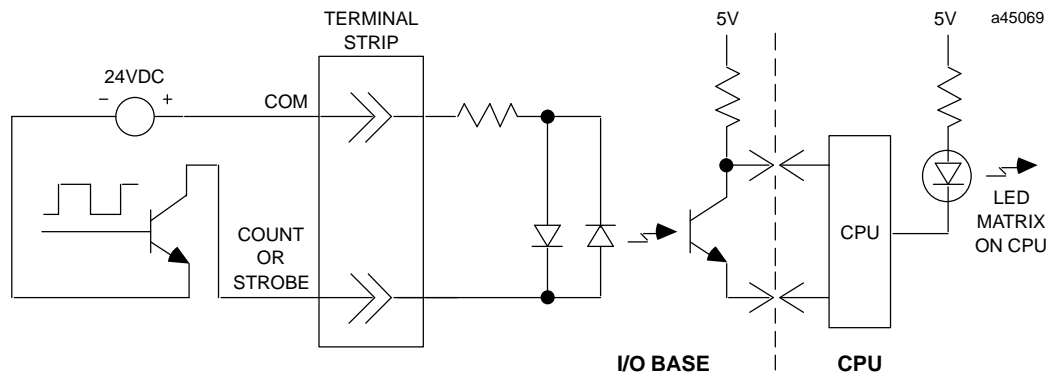 TERMINAL
STRIP
5V
5V
a45069
24VDC
−
+
COM
COUNT
OR
STROBE
CPU
LED
MATRIX
ON CPU
I/O BASE
CPU